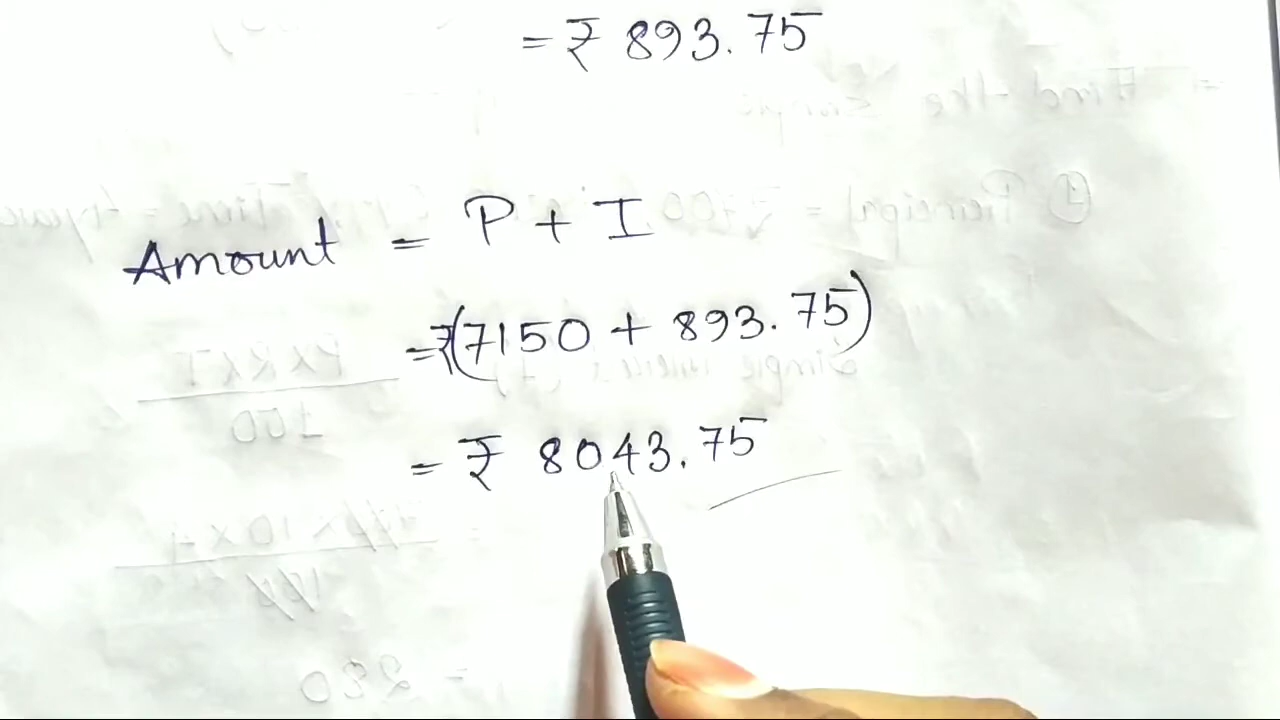 = ₹ 893.75
Amount = P + I
= ₹(7150 + 893.75)
= ₹ 8043.75